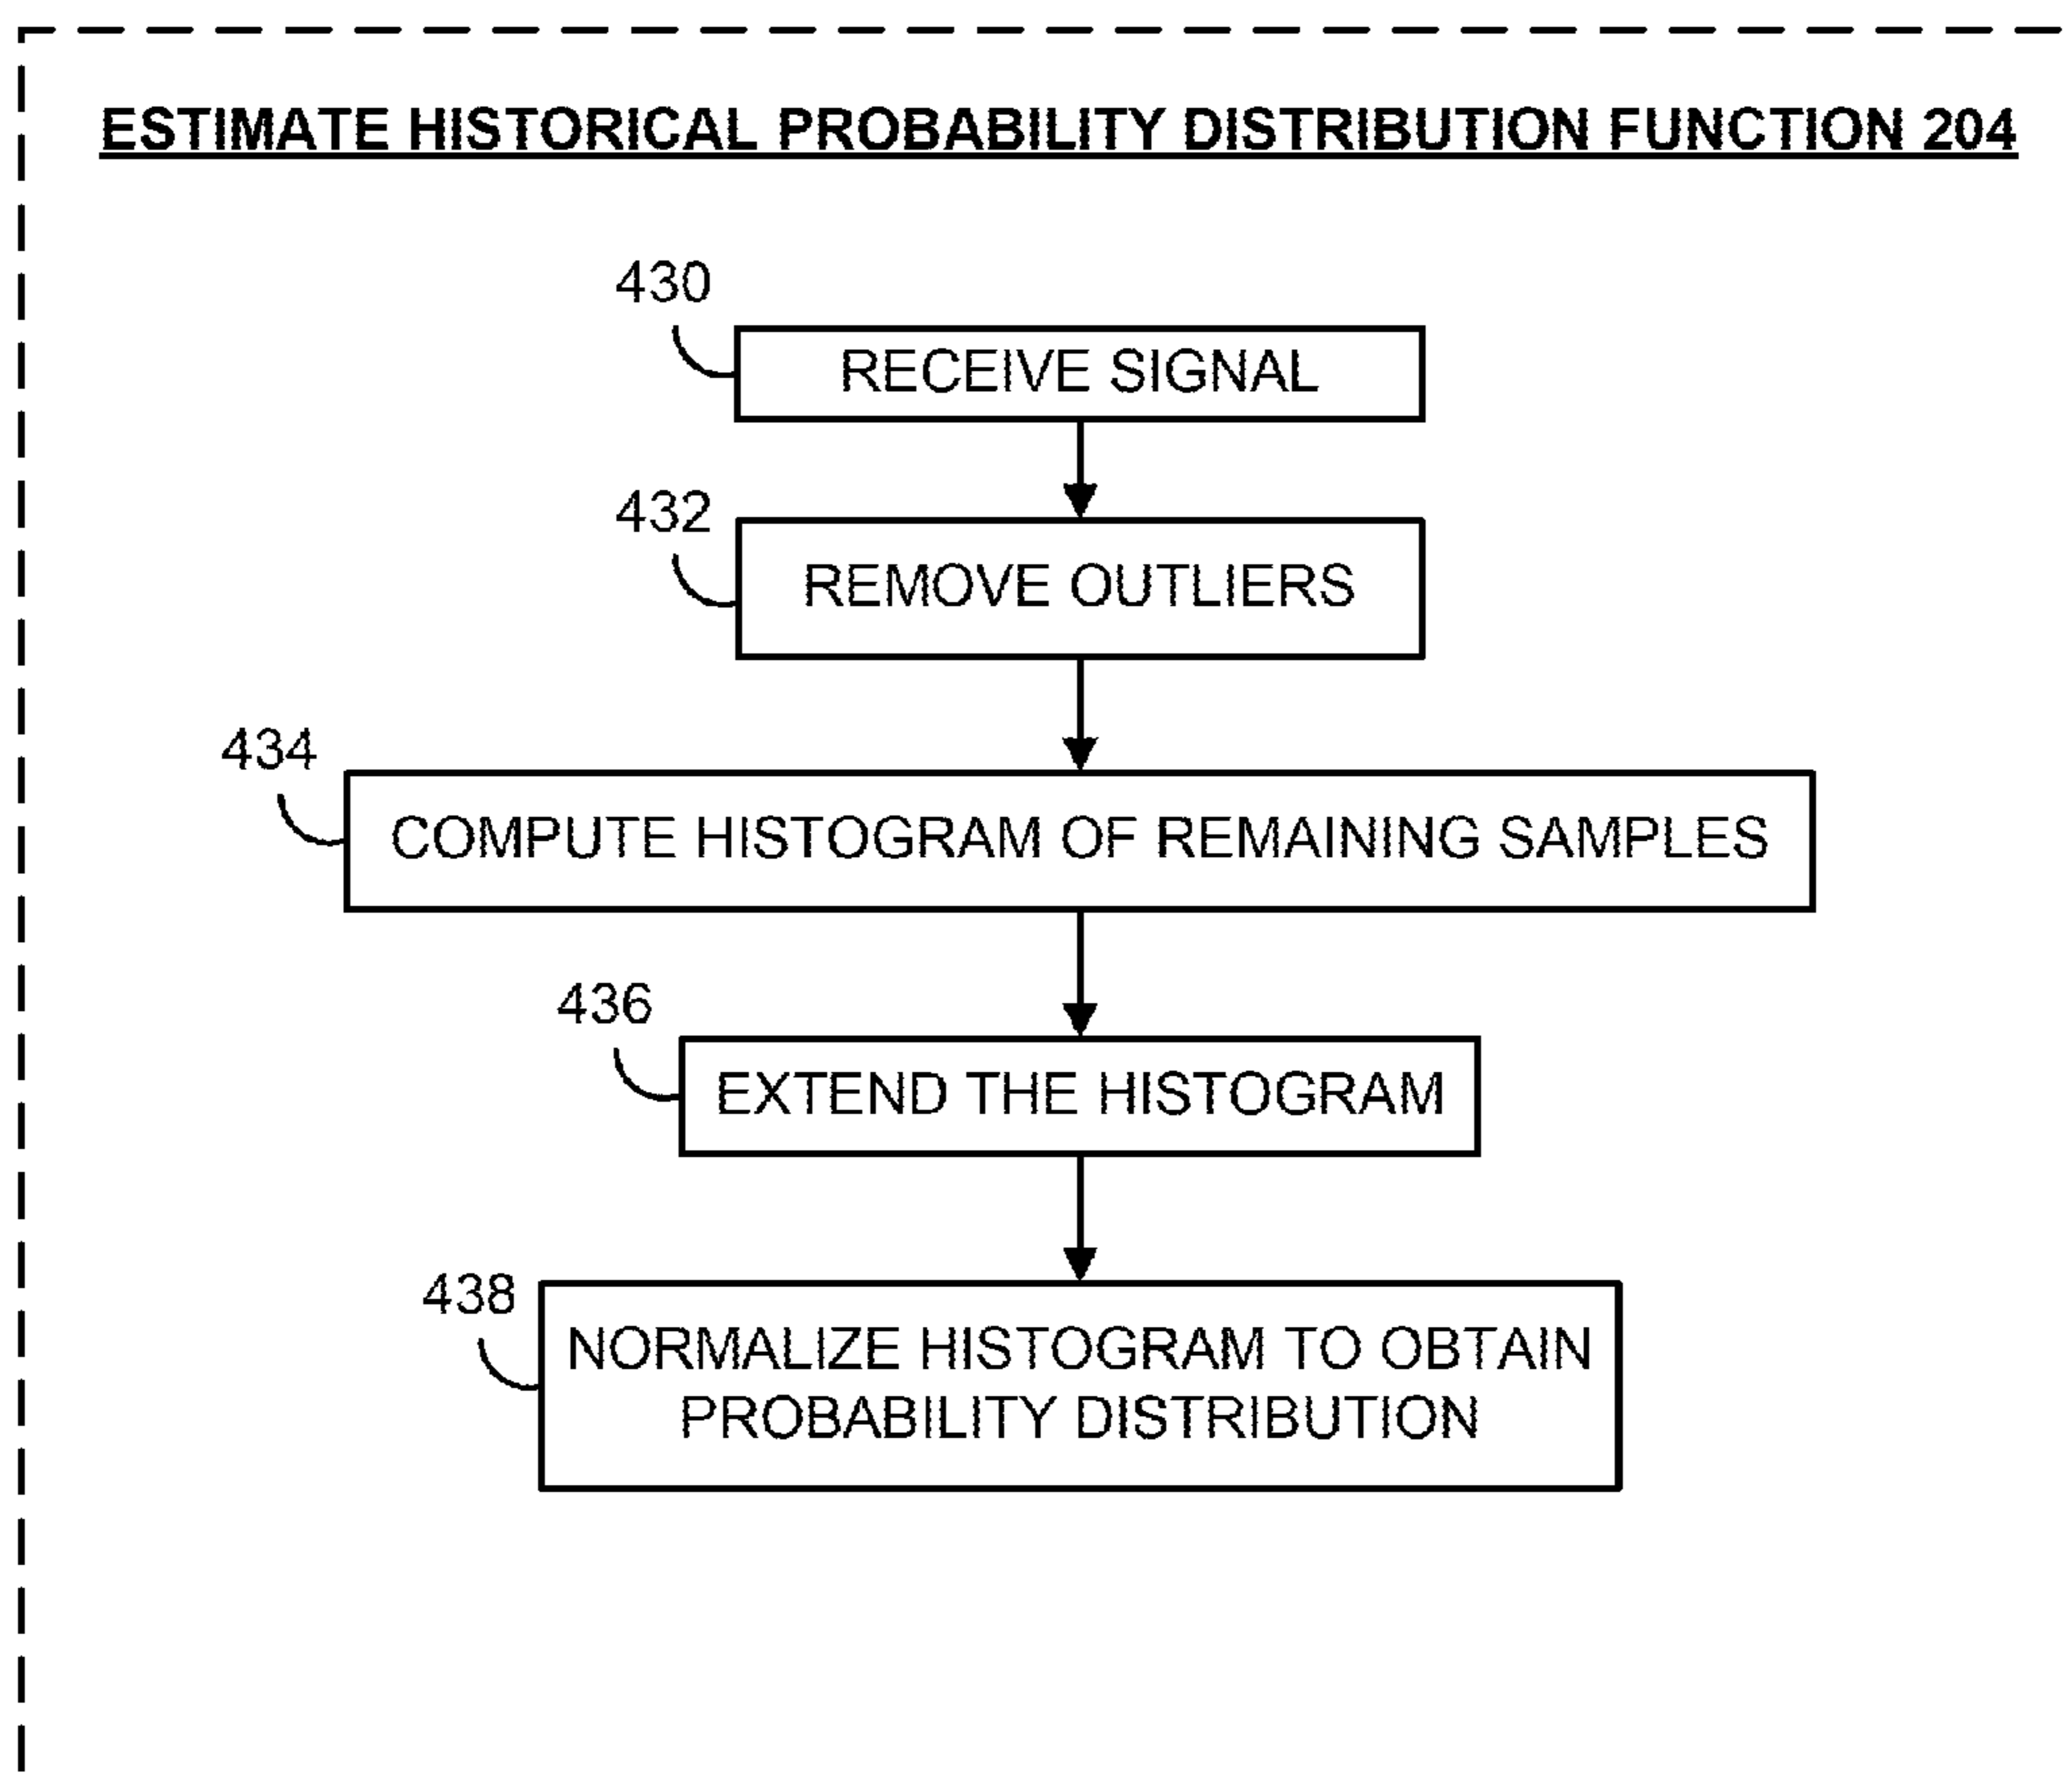 ESTIMATE HISTORICAL PROBABILITY DISTRIBUTION FUNCTION 204
430
RECEIVE SIGNAL
432
REMOVE OUTLIERS
434
COMPUTE HISTOGRAM OF REMAINING SAMPLES
436
EXTEND THE HISTOGRAM
438
NORMALIZE HISTOGRAM TO OBTAIN
PROBABILITY DISTRIBUTION